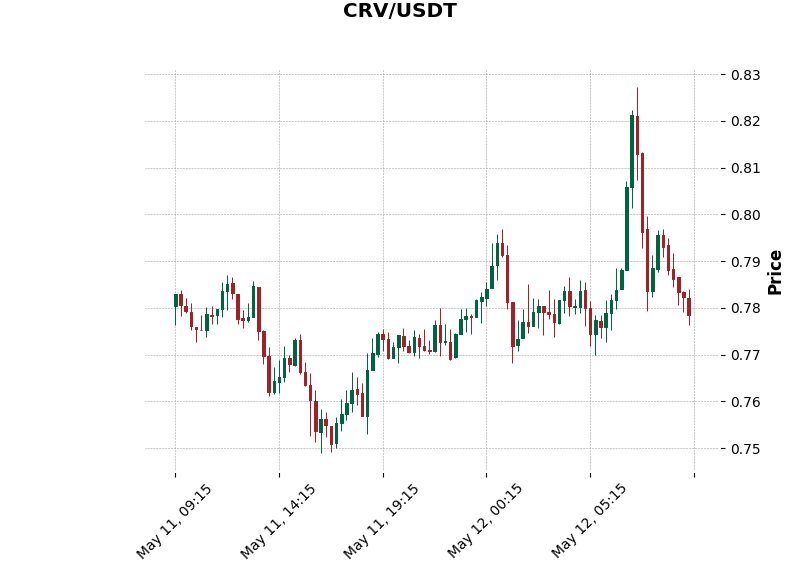 CRV/USDT
0.83
0.82
0.81
0.80
0.79
0.78
0.77
0.76
0.75
Price
May 11, 09:15
May 11, 14:15
May 11, 19:15
May 12, 00:15
May 12, 05:15